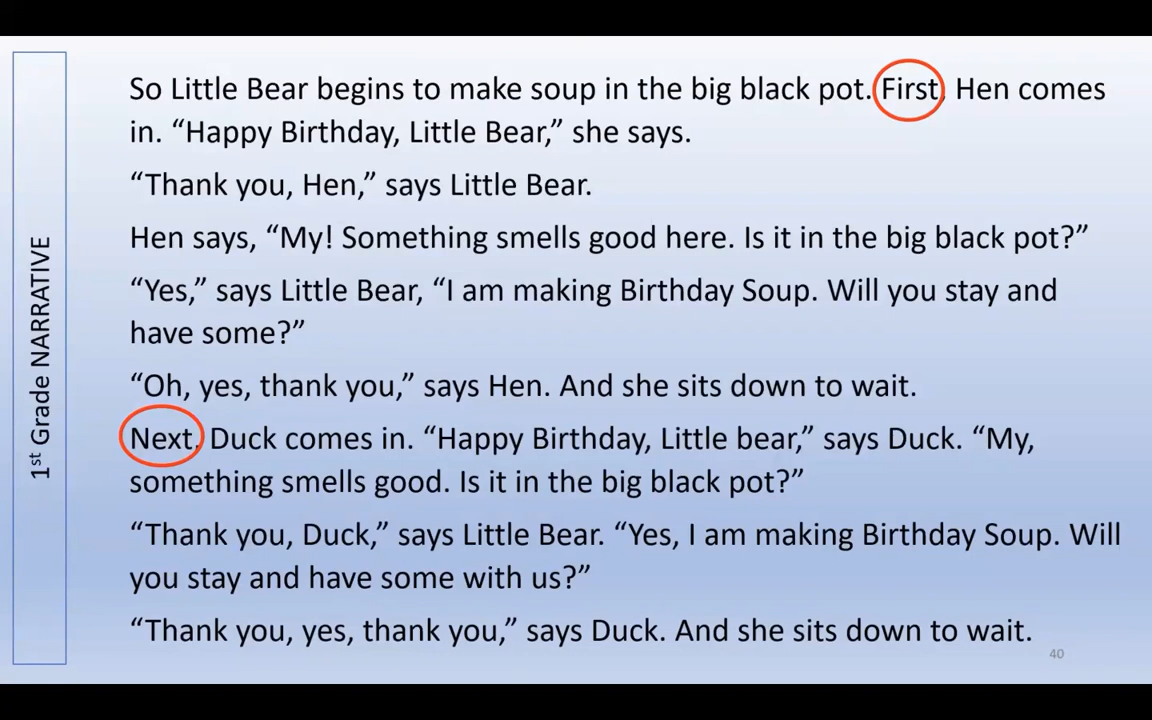 1st Grade NARRATIVE
So Little Bear begins to make soup in the big black pot. First, Hen comes
in. “Happy Birthday, Little Bear,” she says.
“Thank you, Hen,” says Little Bear.
Hen says, “My! Something smells good here. Is it in the big black pot?”
“Yes,” says Little Bear, “I am making Birthday Soup. Will you stay and
have some?”
“Oh, yes, thank you,” says Hen. And she sits down to wait.
Next, Duck comes in. “Happy Birthday, Little bear,” says Duck. “My,
something smells good. Is it in the big black pot?”
“Thank you, Duck,” says Little Bear. “Yes, I am making Birthday Soup. Will
you stay and have some with us?”
“Thank you, yes, thank you,” says Duck. And she sits down to wait.
40